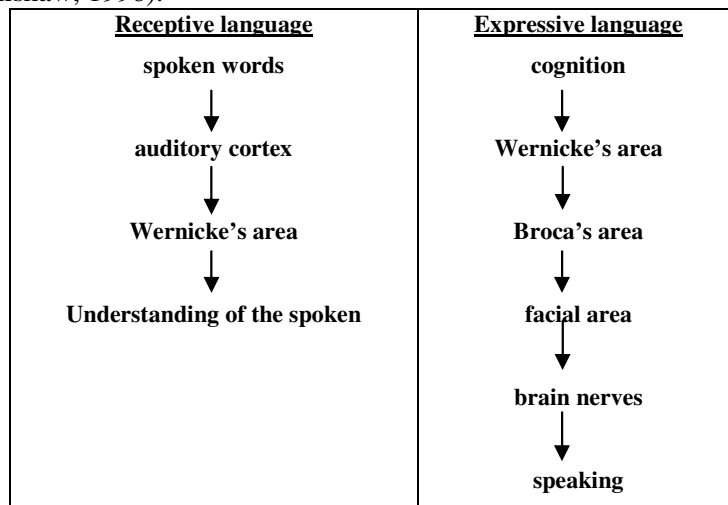 1996).
Receptive language
spoken words
auditory cortex
Wernicke's area
Understanding of the spoken
Expressive language
cognition
Wernicke's area
Broca's area
facial area
brain nerves
speaking